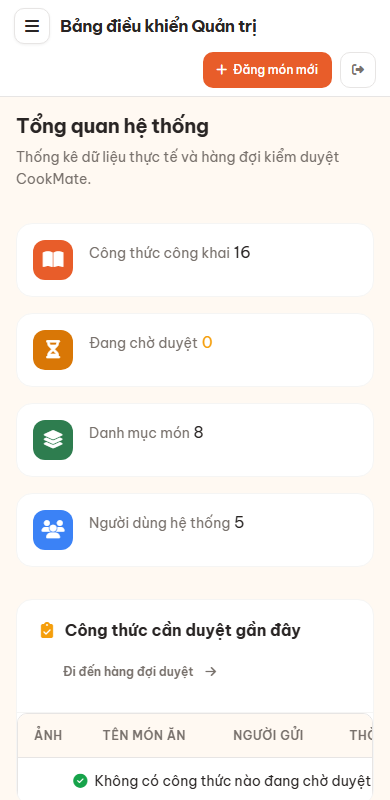 Bảng điều khiển Quản trị
Đăng món mới
Tổng quan hệ thống
Thống kê dữ liệu thực tế và hàng đợi kiểm duyệt
CookMate.
Công thức công khai 16
Đang chờ duyệt 0
Danh mục món 8
Người dùng hệ thống 5
Công thức cần duyệt gần đây
Đi đến hàng đợi duyệt
ẢNH TÊN MÓN ĂN NGƯỜI GỬI
Không có công thức nào đang chờ duyệt